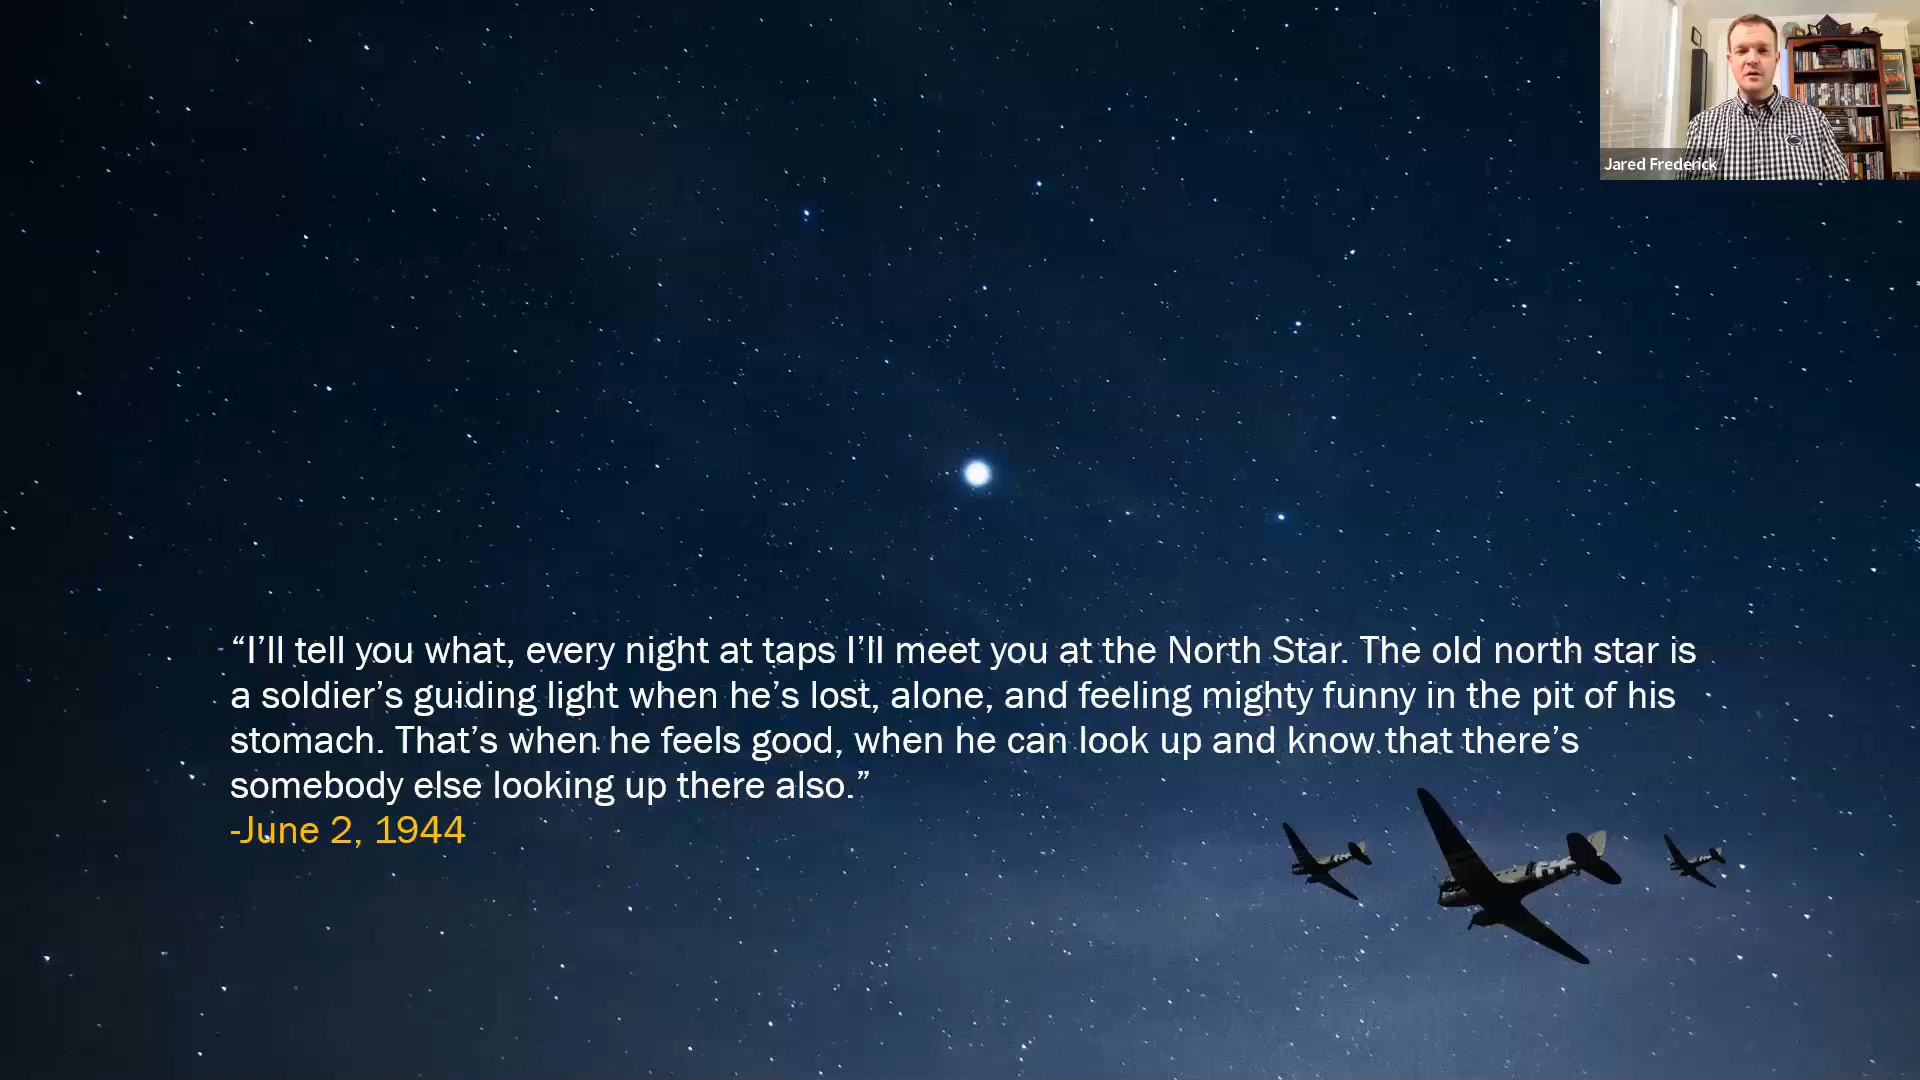 Jared Frederick
“I’ll tell you what, every night at taps I’ll meet you at the North Star. The old north star is
a soldier’s guiding light when he’s lost, alone, and feeling mighty funny in the pit of his
stomach. That’s when he feels good, when he can look up and know that there’s
somebody else looking up there also.”
-June 2, 1944